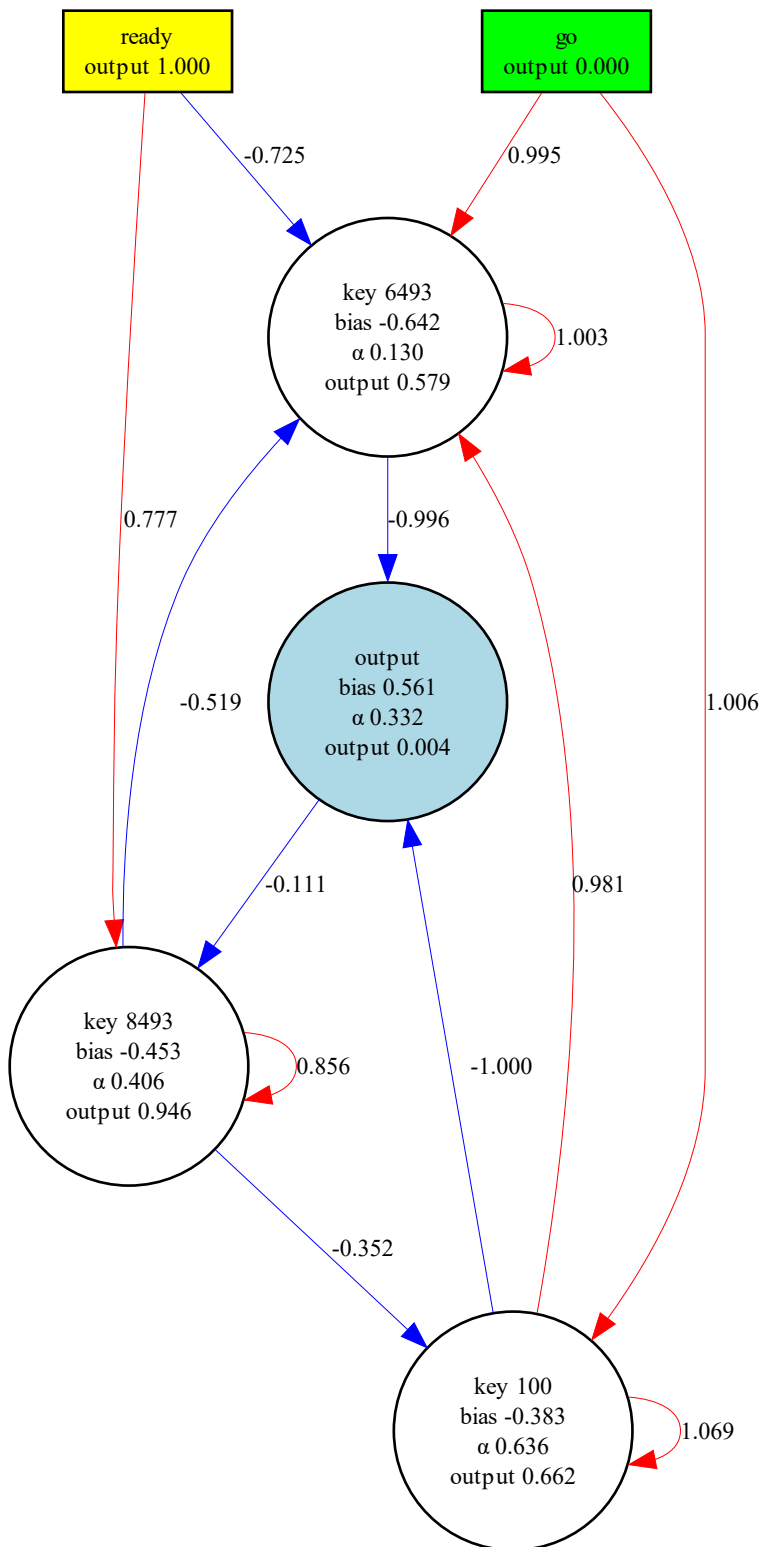 ready
output 1.000
go
output 0.000
-0.725
0.995
key 6493
bias -0.642
α 0.130
output 0.579
1.003
0.777
-0.996
output
bias 0.561
α 0.332
output 0.004
-0.519
1.006
-0.111
0.981
key 8493
bias -0.453
α 0.406
output 0.946
0.856
-1.000
-0.352
key 100
bias -0.383
α 0.636
output 0.662
1.069